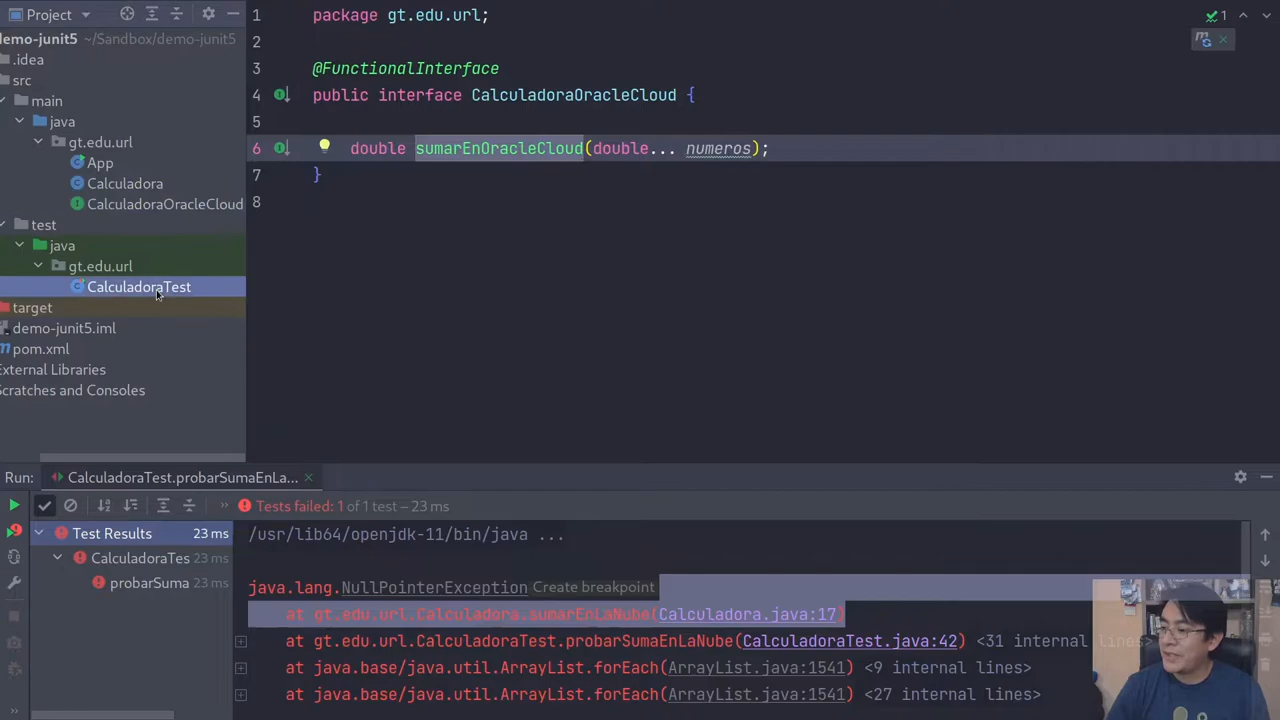 Project
demo-junit5 ~/Sandbox/demo-junit5
.idea
src
main
java
gt.edu.url
App
Calculadora
CalculadoraOracleCloud
test
java
gt.edu.url
CalculadoraTest
target
demo-junit5.iml
pom.xml
External Libraries
Scratches and Consoles
1 package gt.edu.url;
2
3 @FunctionalInterface
4 public interface CalculadoraOracleCloud {
5
6 double sumarEnOracleCloud(double... numeros);
7 }
8
1
Run: CalculadoraTest.probarSumaEnLa...
Tests failed: 1 of 1 test – 23 ms
Test Results 23 ms
CalculadoraTes 23 ms
probarSuma 23 ms
/usr/lib64/openjdk-11/bin/java ...
java.lang.NullPointerException Create breakpoint
at gt.edu.url.Calculadora.sumarEnLaNube(Calculadora.java:17)
at gt.edu.url.CalculadoraTest.probarSumaEnLaNube(CalculadoraTest.java:42) <31 internal lines>
at java.base/java.util.ArrayList.forEach(ArrayList.java:1541) <9 internal lines>
at java.base/java.util.ArrayList.forEach(ArrayList.java:1541) <27 internal lines>